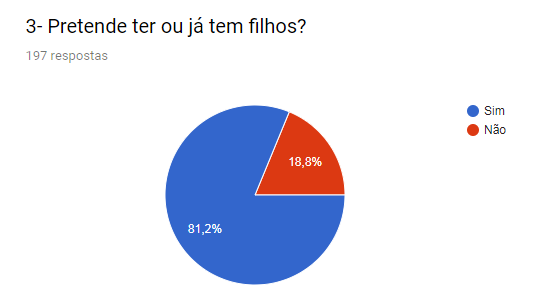 3- Pretende ter ou já tem filhos?
197 respostas
Sim
Não
18,8%
81,2%